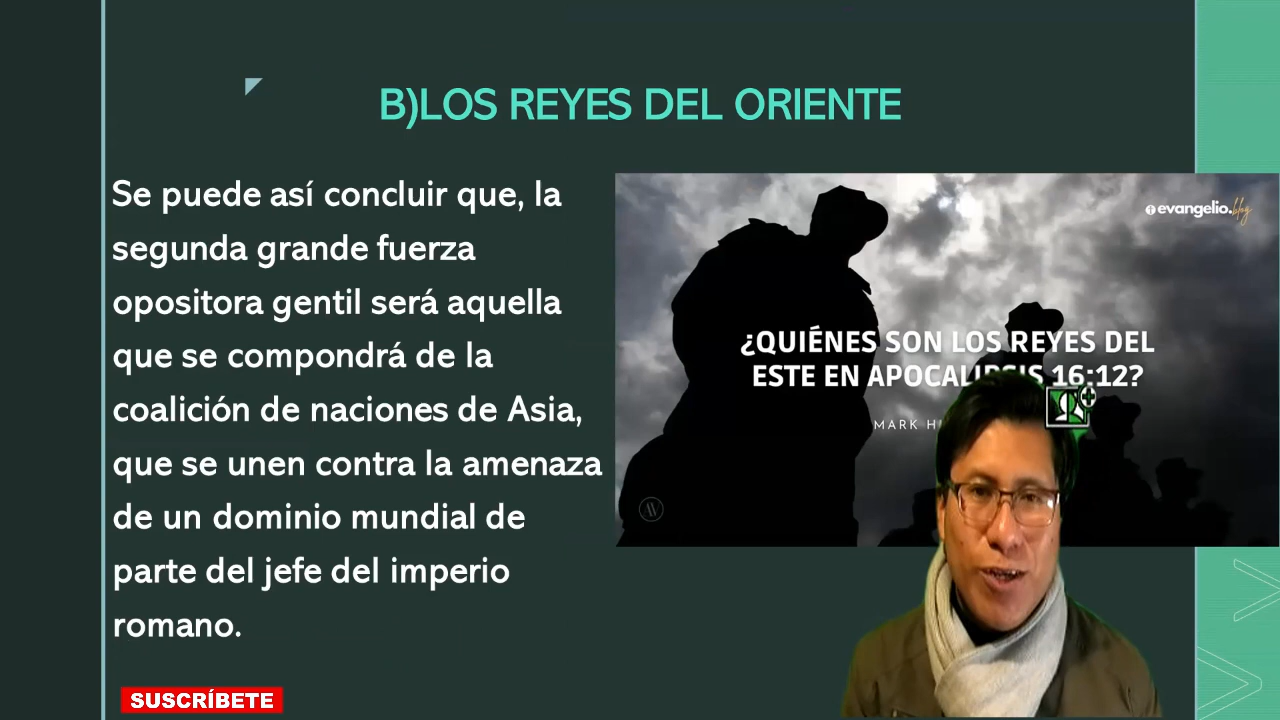 B)LOS REYES DEL ORIENTE
Se puede así concluir que, la
segunda grande fuerza
opositora gentil será aquella
que se compondrá de la
coalición de naciones de Asia,
que se unen contra la amenaza
de un dominio mundial de
parte del jefe del imperio
romano.
evangelio.blog
¿QUIÉNES SON LOS REYES DEL
ESTE EN APOCALIPSIS 16:12?
MARK
SUSCRÍBETE